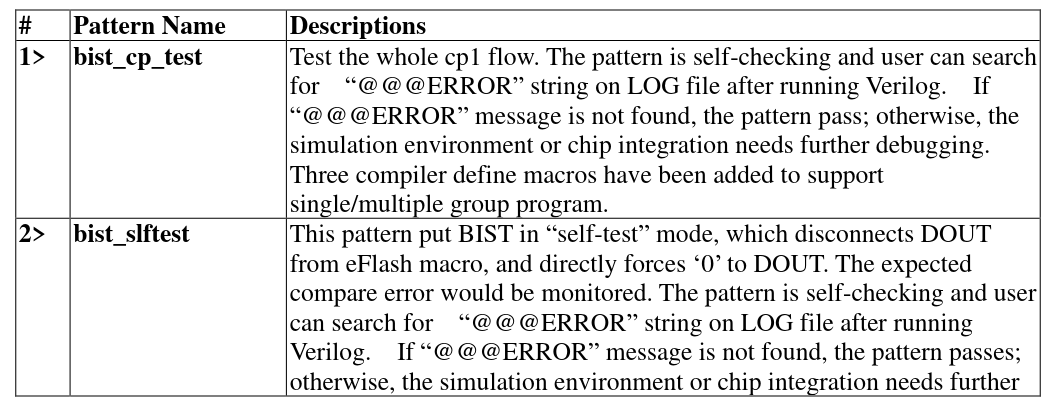 # Pattern Name Descriptions
1> bist_cp_test Test the whole cp1 flow. The pattern is self-checking and user can search
for “@@@ERROR” string on LOG file after running Verilog. If
“@@@ERROR” message is not found, the pattern pass; otherwise, the
simulation environment or chip integration needs further debugging.
Three compiler define macros have been added to support
single/multiple group program.
2> bist_slftest This pattern put BIST in “self-test” mode, which disconnects DOUT
from eFlash macro, and directly forces ‘0’ to DOUT. The expected
compare error would be monitored. The pattern is self-checking and user
can search for “@@@ERROR” string on LOG file after running
Verilog. If “@@@ERROR” message is not found, the pattern passes;
otherwise, the simulation environment or chip integration needs further